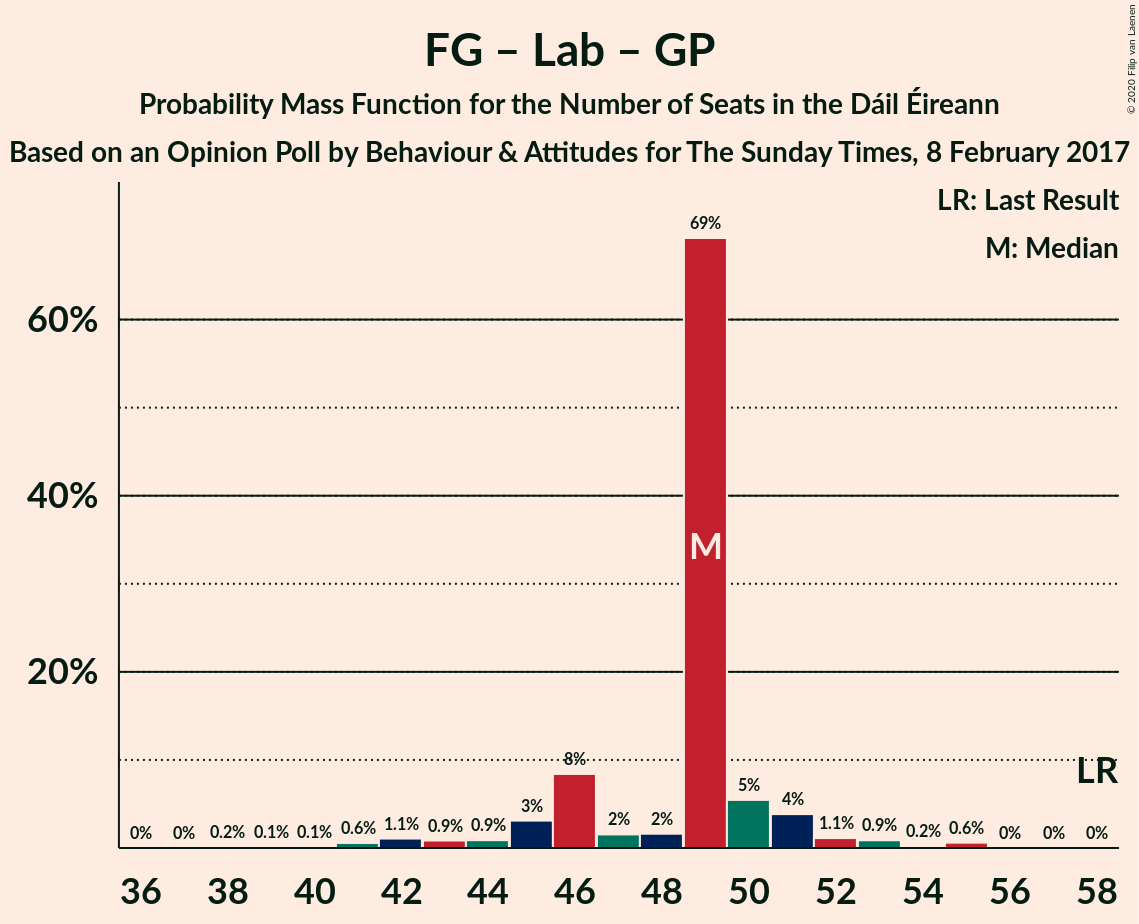 FG – Lab – GP
Probability Mass Function for the Number of Seats in the Dáil Éireann
Based on an Opinion Poll by Behaviour & Attitudes for The Sunday Times, 8 February 2017
© 2020 Filip van Laenen
LR: Last Result
M: Median
69%
60%
M
40%
20%
8%
LR
0% 0% 0.2% 0.1% 0.1% 0.6% 1.1% 0.9% 0.9% 3% 2% 2% 5% 4% 1.1% 0.9% 0.2% 0.6% 0% 0% 0%
36 38 40 42 44 46 48 50 52 54 56 58